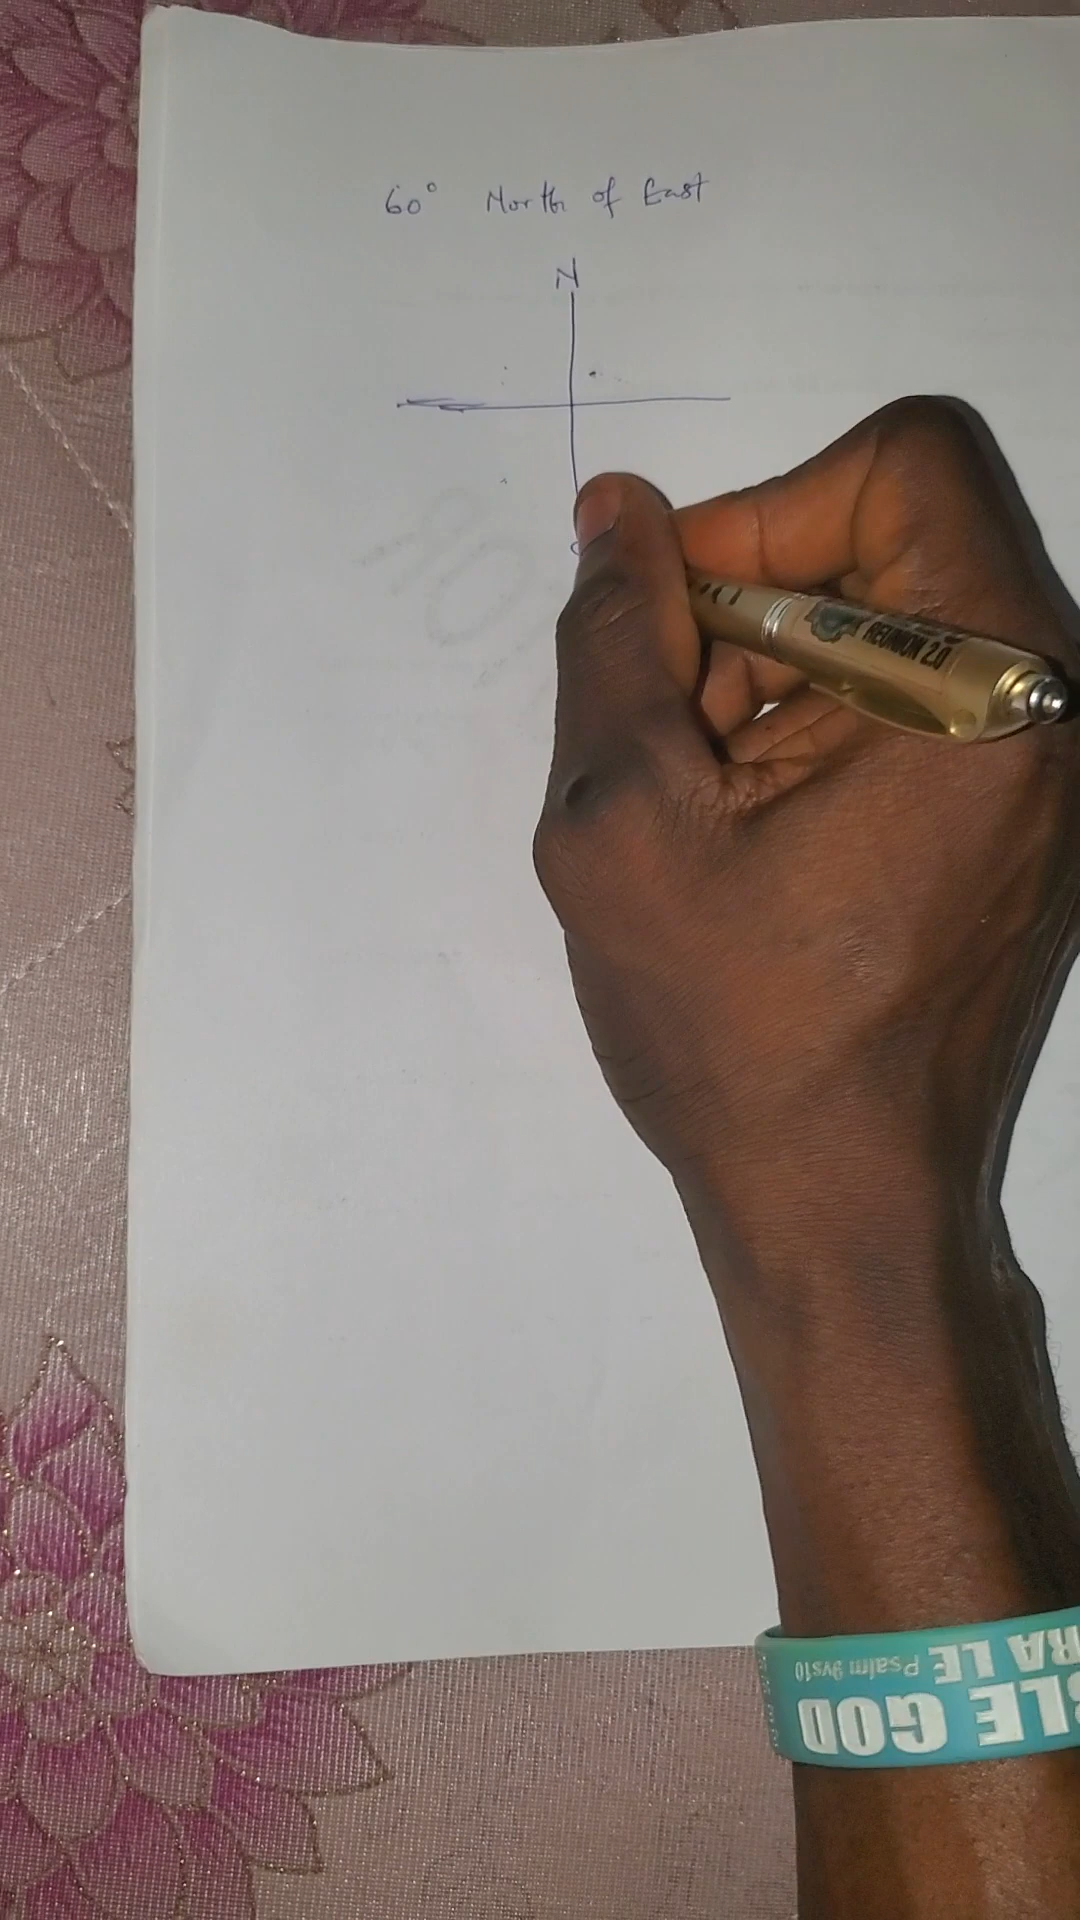 60° North of East
N
REUNION 2.0
RA LE
Psalm 9vs10
LE GOD